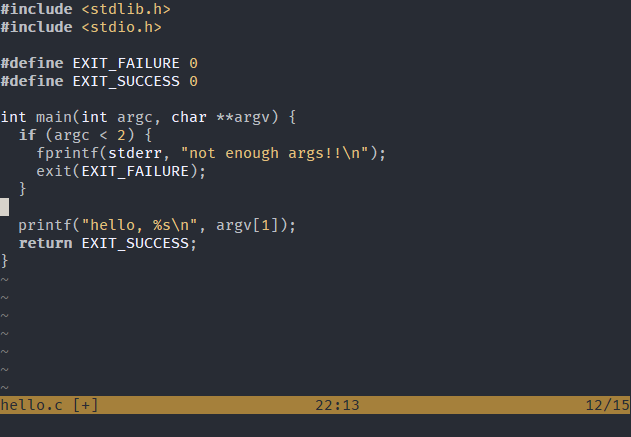 #include <stdlib.h>
#include <stdio.h>

#define EXIT_FAILURE 0
#define EXIT_SUCCESS 0

int main(int argc, char **argv) {
  if (argc < 2) {
    fprintf(stderr, "not enough args!!\n");
    exit(EXIT_FAILURE);
  }

  printf("hello, %s\n", argv[1]);
  return EXIT_SUCCESS;
}
~
~
~
~
~
~
~
hello.c [+] 22:13 12/15